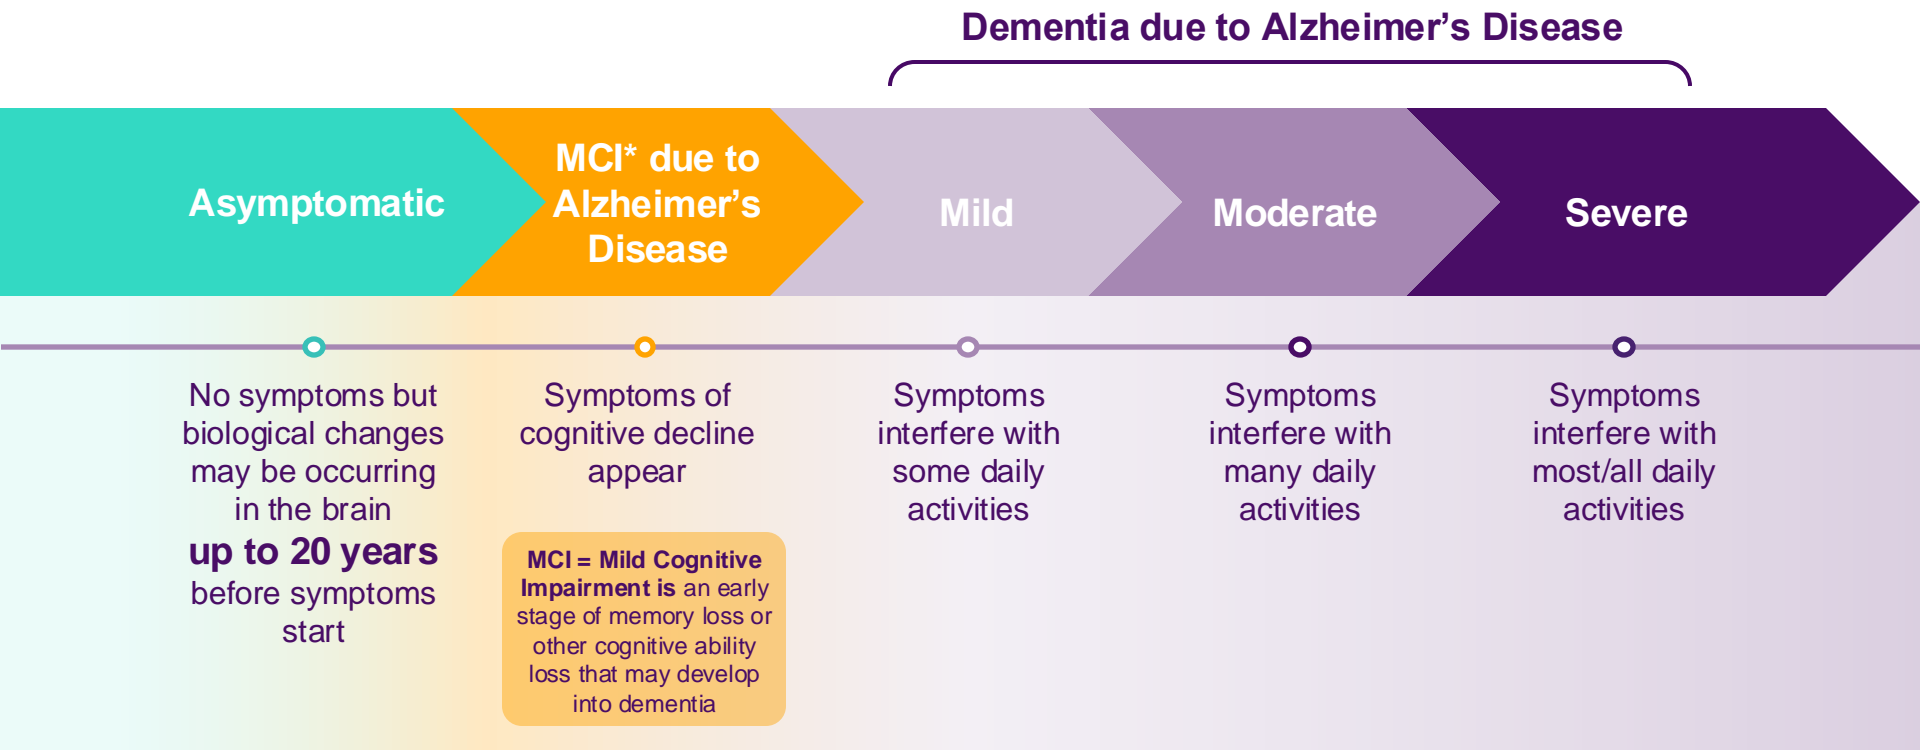 Dementia due to Alzheimer’s Disease
Asymptomatic
MCI* due to
Alzheimer’s
Disease
Mild
Moderate
Severe
No symptoms but
biological changes
may be occurring
in the brain
up to 20 years
before symptoms
start
Symptoms of
cognitive decline
appear
MCI = Mild Cognitive
Impairment is an early
stage of memory loss or
other cognitive ability
loss that may develop
into dementia
Symptoms
interfere with
some daily
activities
Symptoms
interfere with
many daily
activities
Symptoms
interfere with
most/all daily
activities